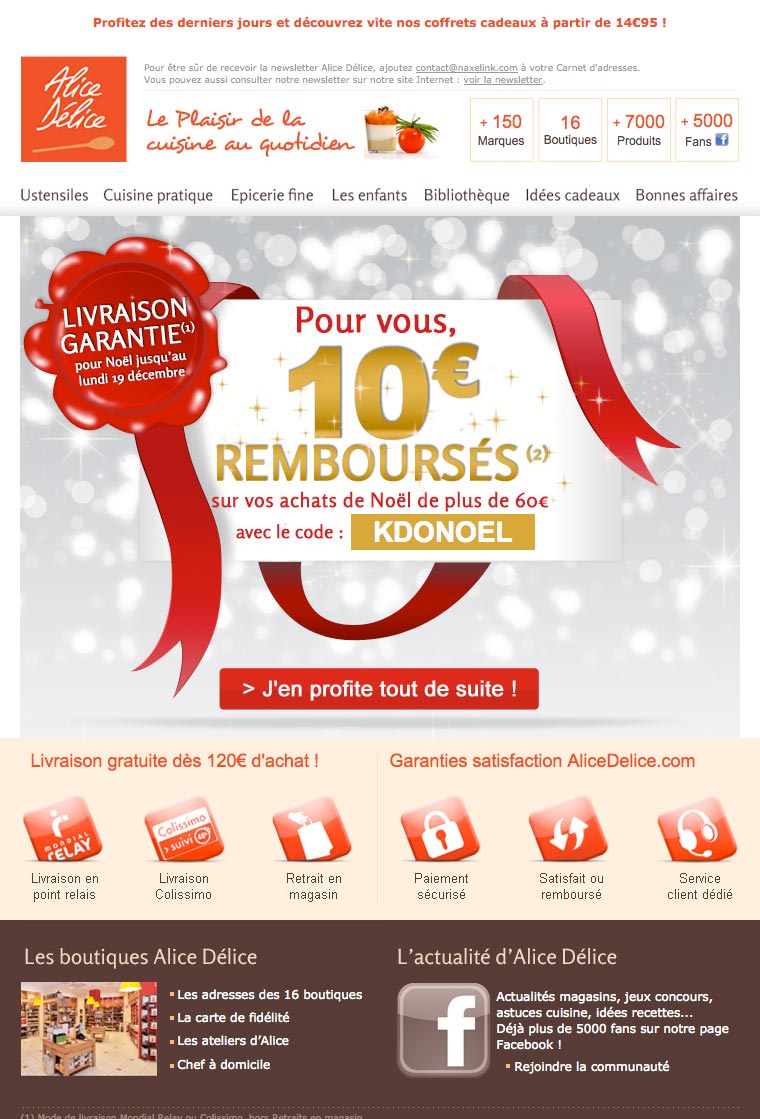 Profitez des derniers jours et découvrez vite nos coffrets cadeaux à partir de 14€95 !
Pour être sûr de recevoir la newsletter Alice Délice, ajoutez contact@naxelink.com à votre Carnet d'adresses.
Vous pouvez aussi consulter notre newsletter sur notre site Internet : voir la newsletter.
Alice
Délice
Le Plaisir de la
cuisine au quotidien
+ 150
Marques
16
Boutiques
+ 7000
Produits
+ 5000
Fans f
Ustensiles Cuisine pratique Epicerie fine Les enfants Bibliothèque Idées cadeaux Bonnes affaires
LIVRAISON
GARANTIE(1)
pour Noël jusqu'au
lundi 19 décembre
Pour vous,
10€
REMBOURSÉS (2)
sur vos achats de Noël de plus de 60€
avec le code : KDONOEL
> J'en profite tout de suite !
Livraison gratuite dès 120€ d'achat !
MONDIAL
RELAY
Livraison en
point relais
Colissimo
> suivi 48H
Livraison
Colissimo
Retrait en
magasin
Garanties satisfaction AliceDelice.com
Paiement
sécurisé
Satisfait ou
remboursé
Service
client dédié
Les boutiques Alice Délice
Les adresses des 16 boutiques
La carte de fidélité
Les ateliers d'Alice
Chef à domicile
L'actualité d'Alice Délice
f
Actualités magasins, jeux concours,
astuces cuisine, idées recettes...
Déjà plus de 5000 fans sur notre page
Facebook !
Rejoindre la communauté
(1) Mode de livraison Mondial Relay ou Colissimo, hors Retraits en magasin